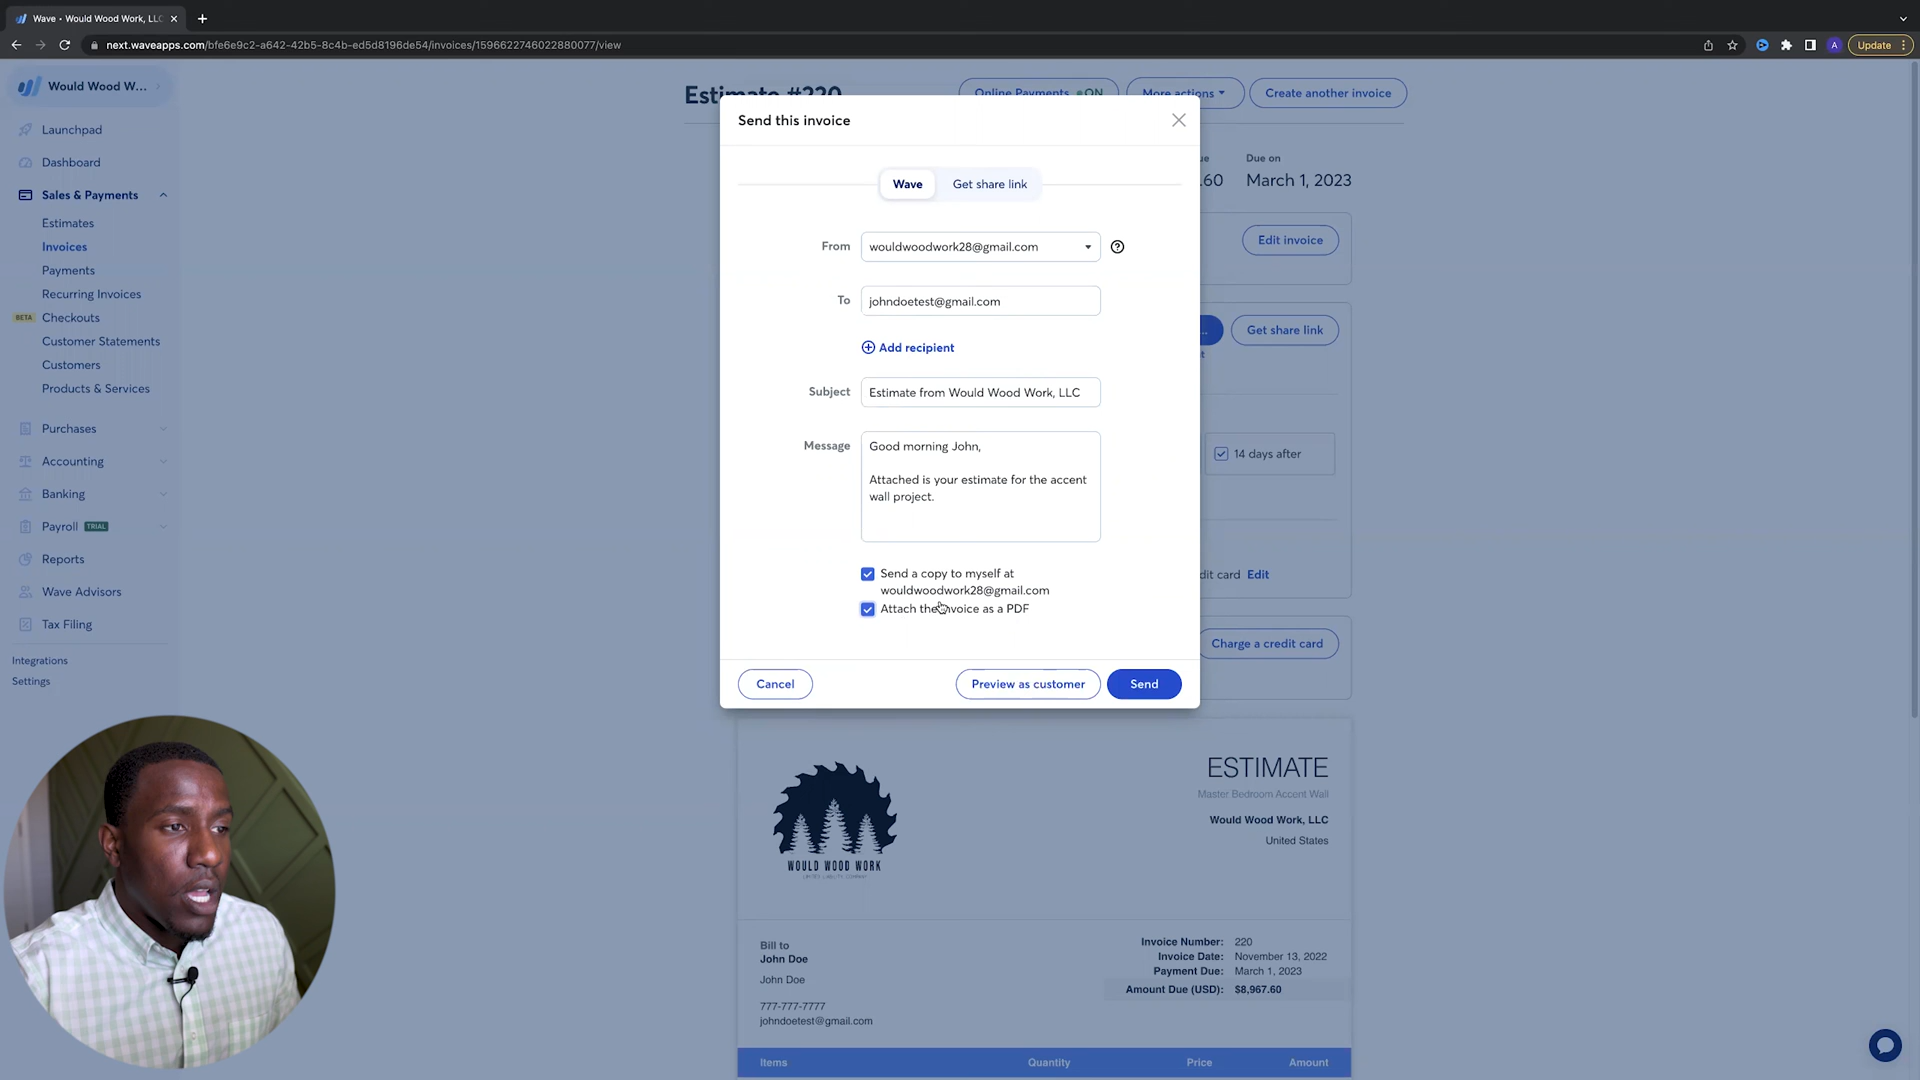 Wave • Would Wood Work, LLC
next.waveapps.com/bfe6e9c2-a642-42b5-8c4b-ed5d8196de54/invoices/1596622746022880077/view
A
Update
Would Wood W...
Launchpad
Dashboard
Sales & Payments
Estimates
Invoices
Payments
Recurring Invoices
BETA Checkouts
Customer Statements
Customers
Products & Services
Purchases
Accounting
Banking
Payroll TRIAL
Reports
Wave Advisors
Tax Filing
Integrations
Settings
Estimate #220
Online Payments ON
More actions
Create another invoice
Due on
.60 March 1, 2023
Edit invoice
Get share link
14 days after
Edit
Charge a credit card
Send this invoice
Wave
Get share link
From
wouldwoodwork28@gmail.com
To
johndoetest@gmail.com
Add recipient
Subject
Estimate from Would Wood Work, LLC
Message
Good morning John,
Attached is your estimate for the accent
wall project.
Send a copy to myself at
wouldwoodwork28@gmail.com
Attach the invoice as a PDF
Cancel
Preview as customer
Send
WOULD WOOD WORK
LIMITED LIABILITY COMPANY
ESTIMATE
Master Bedroom Accent Wall
Would Wood Work, LLC
United States
Bill to
John Doe
John Doe
777-777-7777
johndoetest@gmail.com
Invoice Number: 220
Invoice Date: November 13, 2022
Payment Due: March 1, 2023
Amount Due (USD): $8,967.60
Items
Quantity
Price
Amount